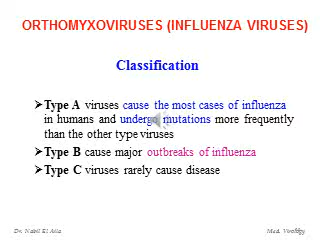 ORTHOMYXOVIRUSES (INFLUENZA VIRUSES)
Classification
➢Type A viruses cause the most cases of influenza
in humans and undergo mutations more frequently
than the other type viruses
➢Type B cause major outbreaks of influenza
➢Type C viruses rarely cause disease
Dr. Nabil El Aila
Med. Virology